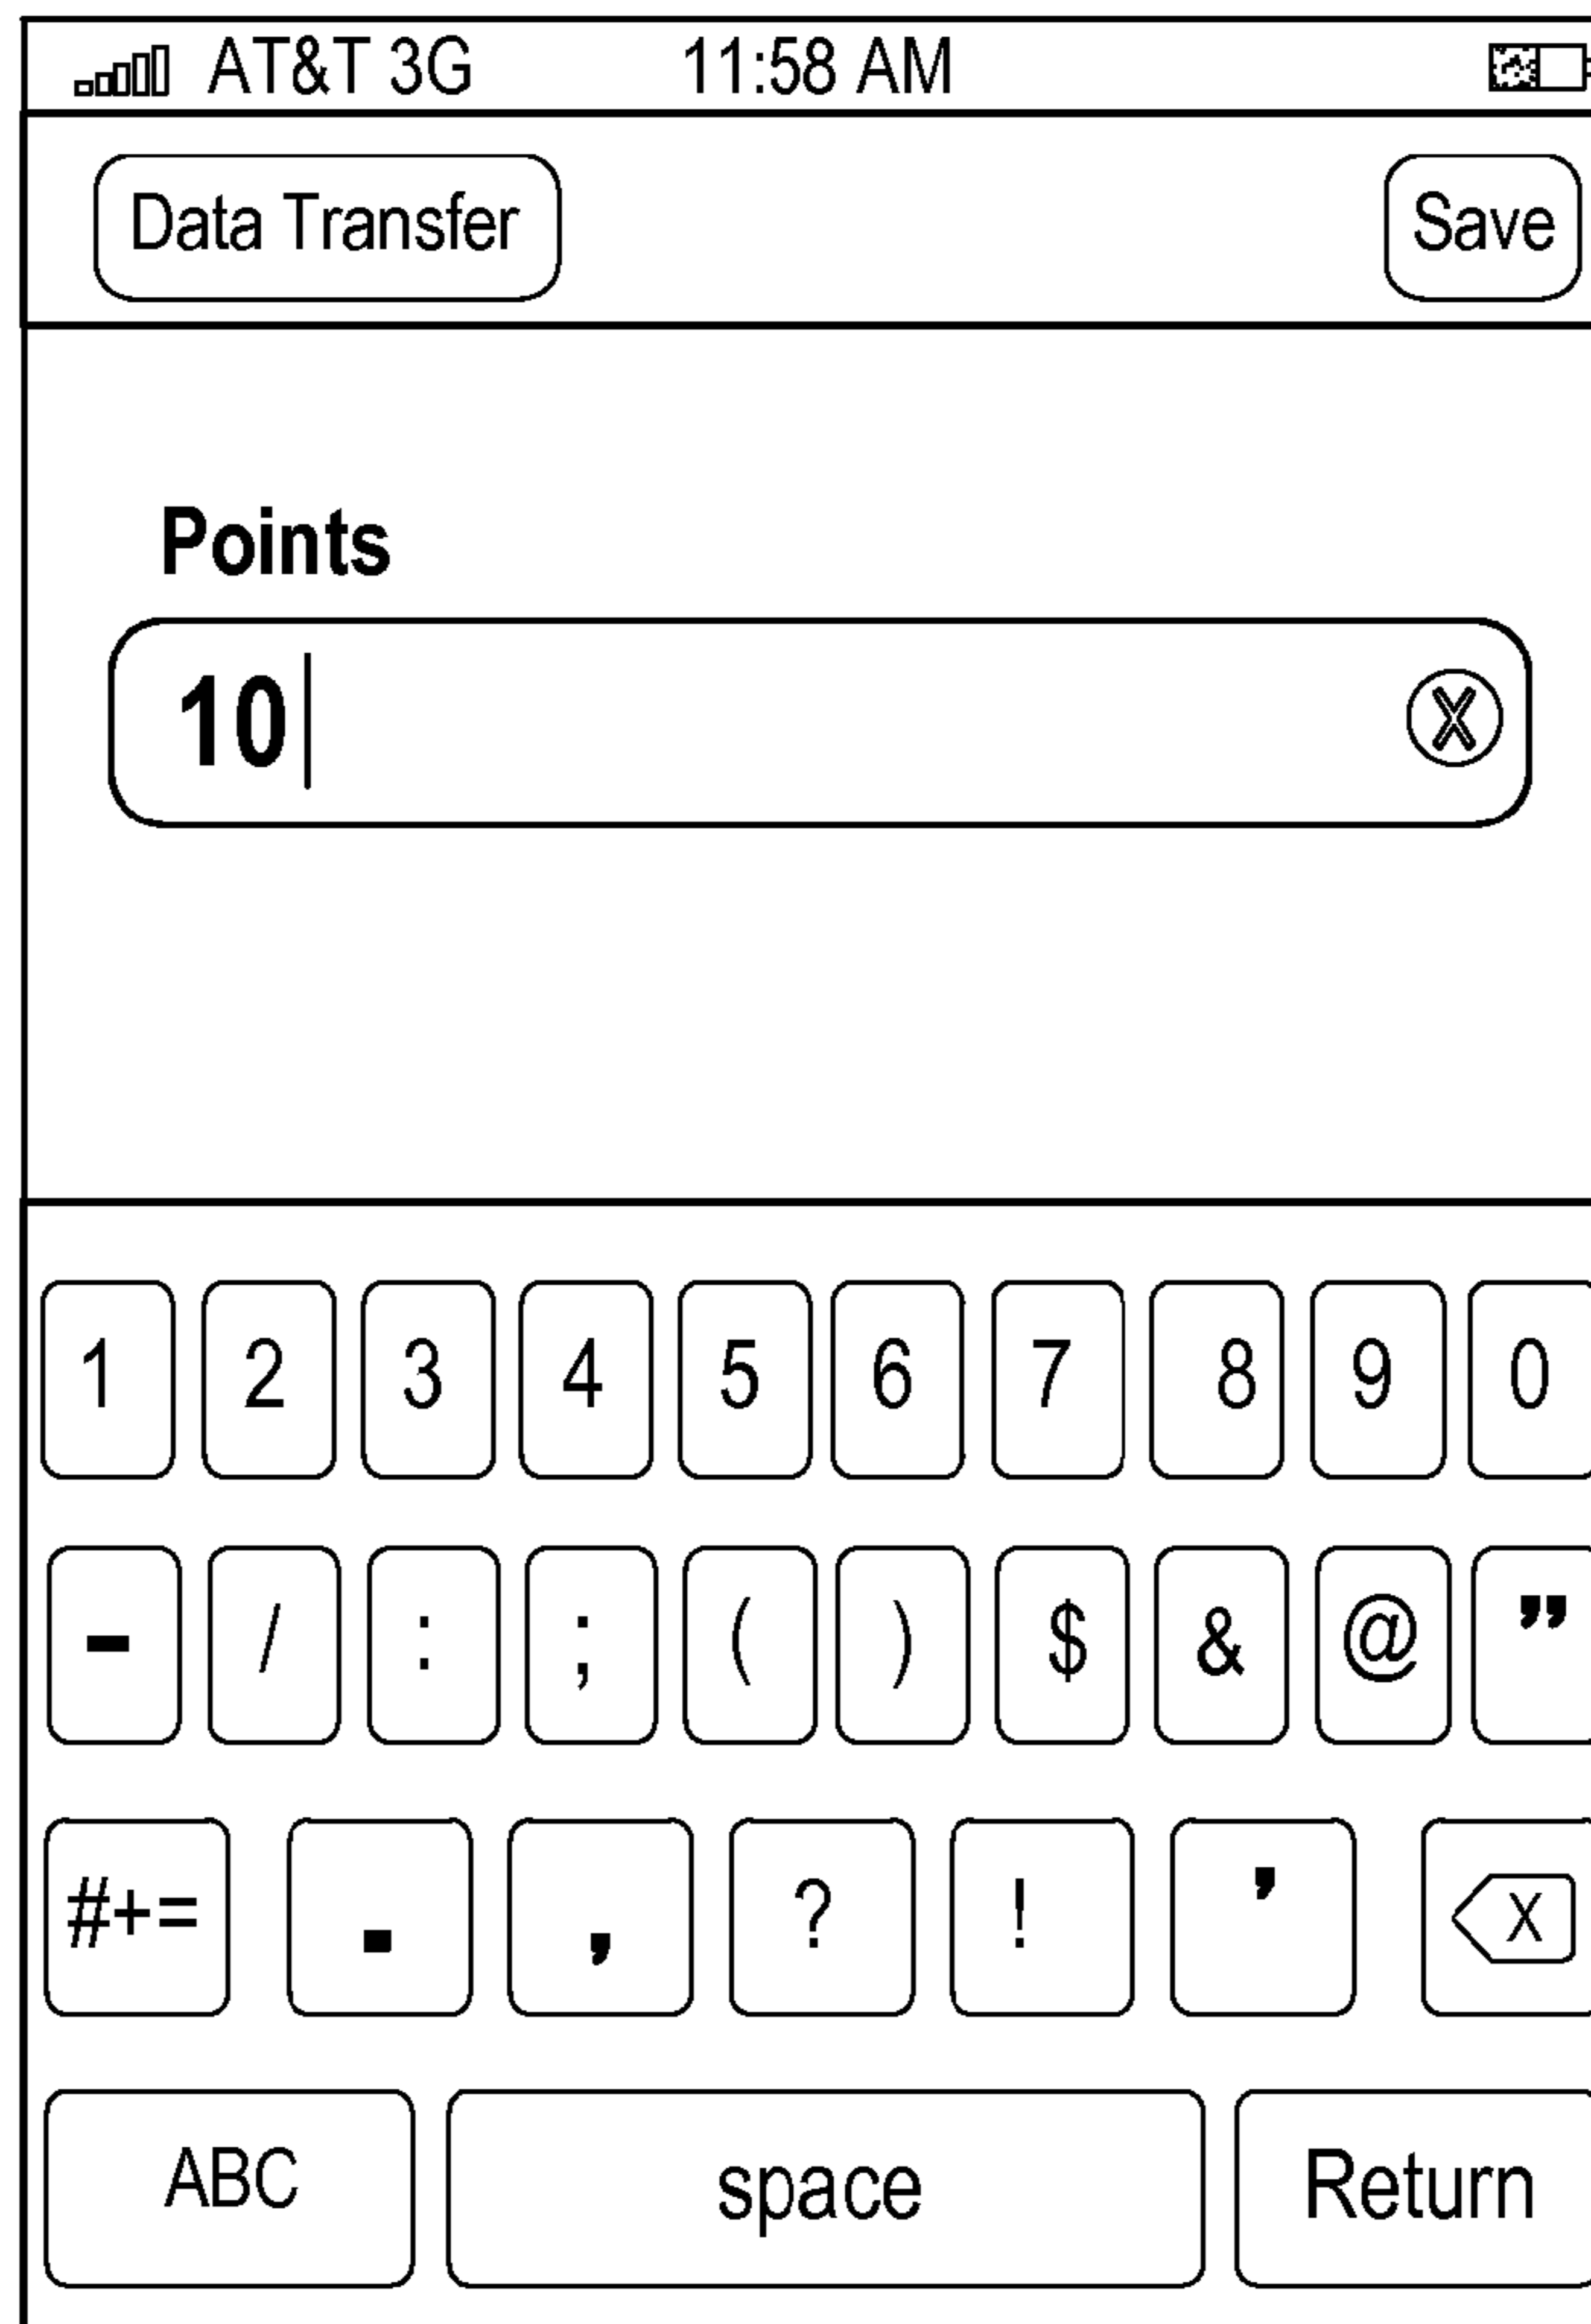 AT&T 3G 11:58 AM
Data Transfer Save
Points
10
1 2 3 4 5 6 7 8 9 0
- / : ; ( ) $ & @ ”
#+= . , ? ! ’ X
ABC space Return